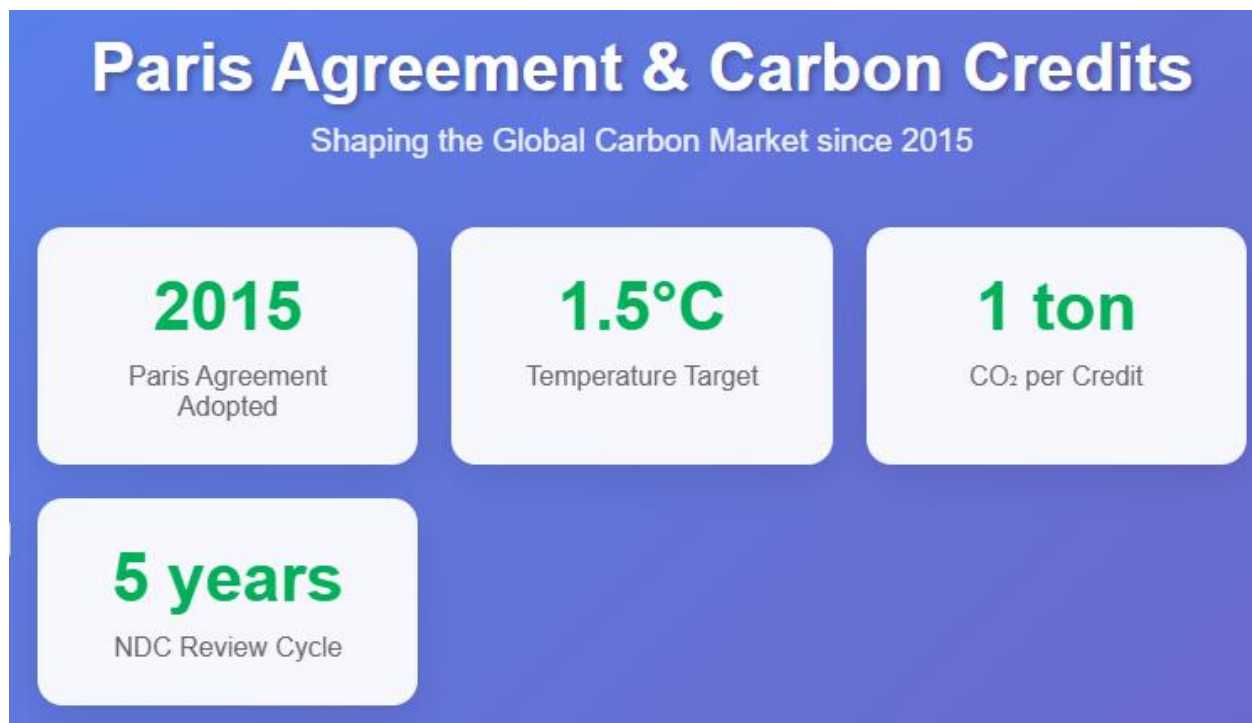 Paris Agreement & Carbon Credits
Shaping the Global Carbon Market since 2015
2015
Paris Agreement
Adopted
1.5°C
Temperature Target
1 ton
CO₂ per Credit
5 years
NDC Review Cycle